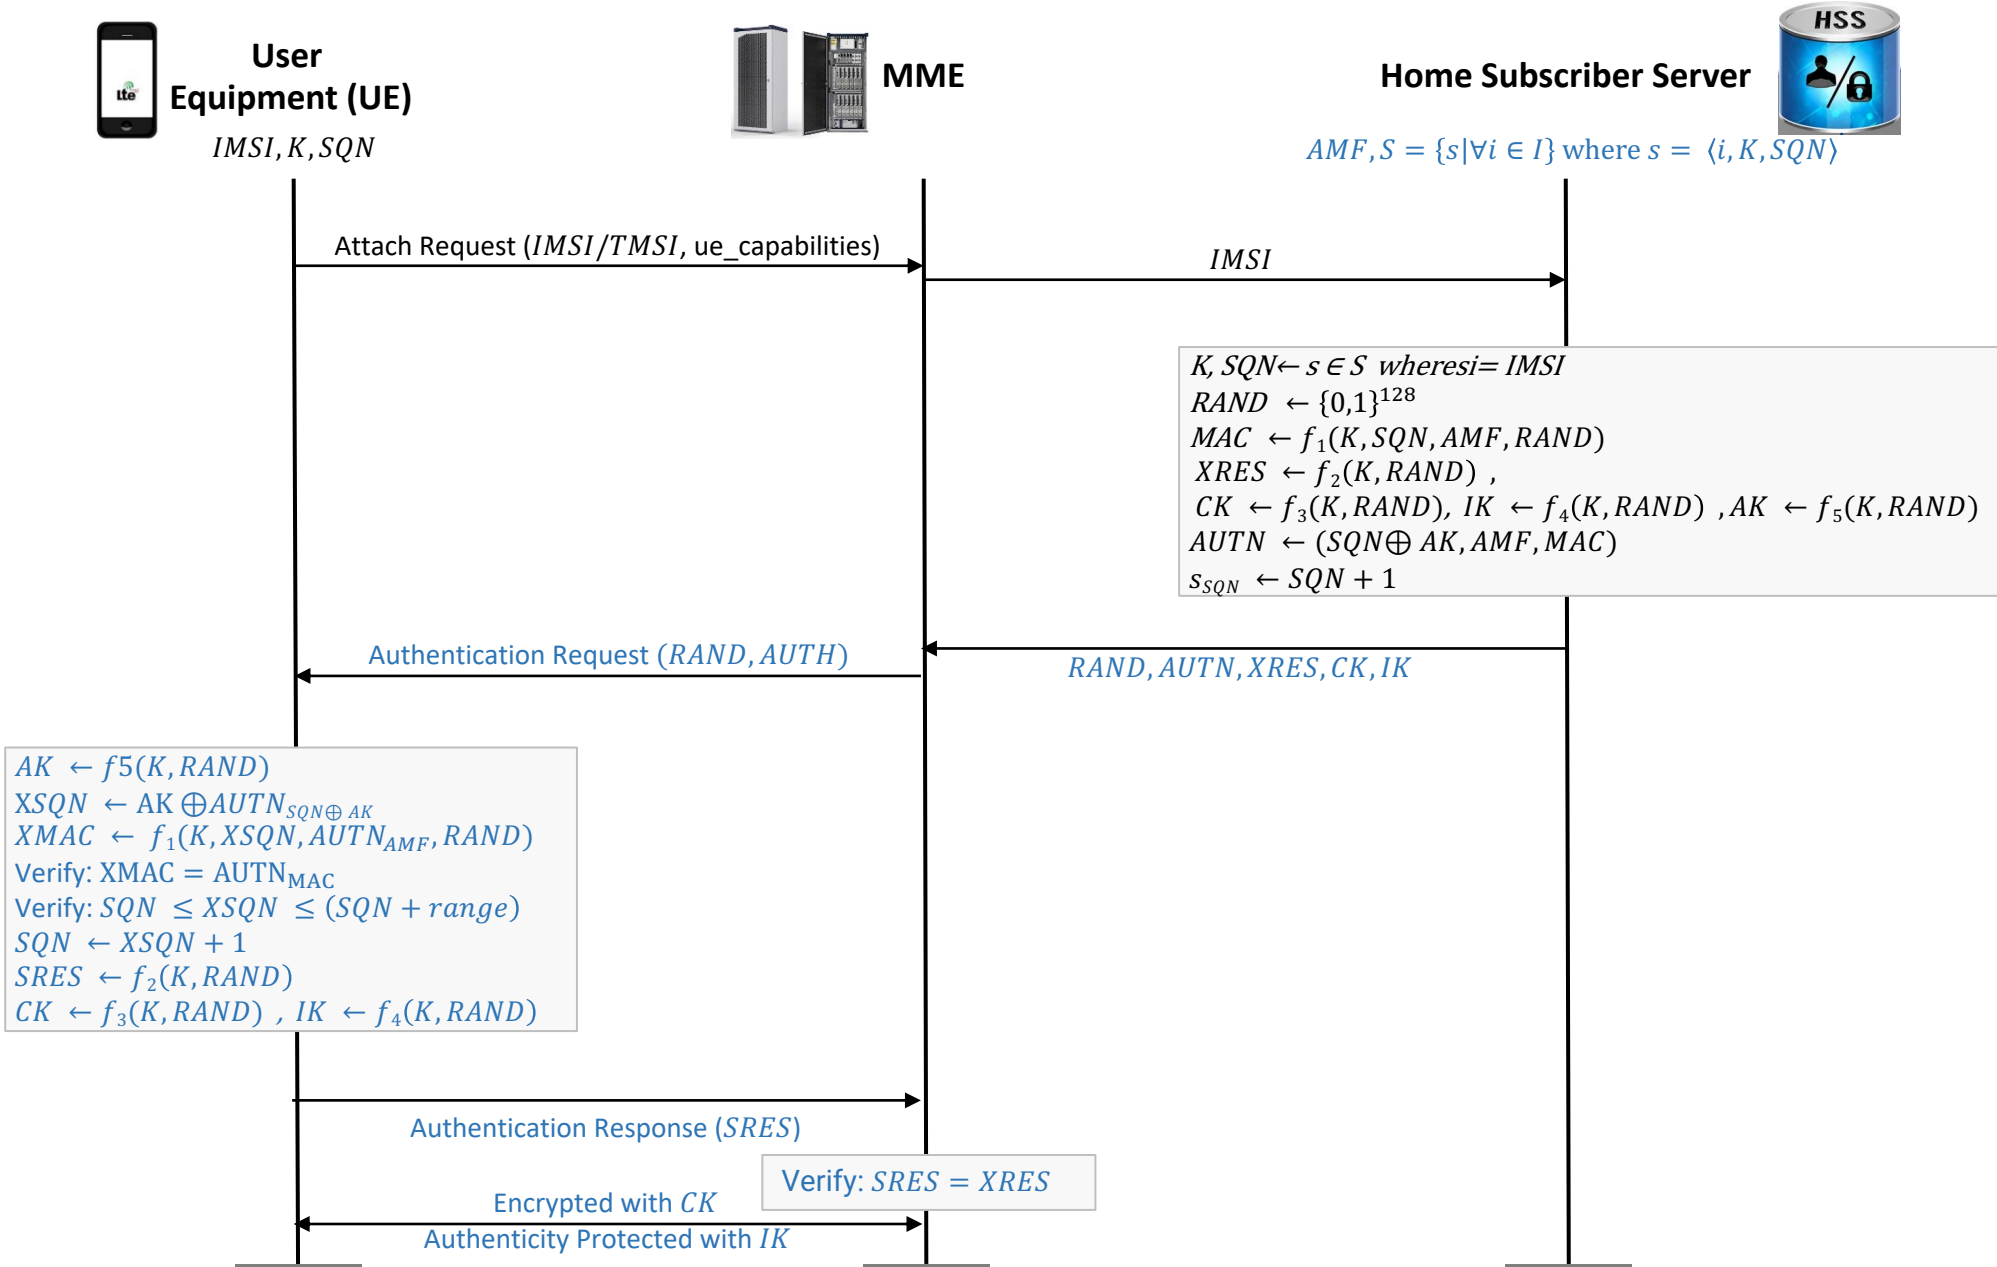 User
Equipment (UE)
Lte
MME
Home Subscriber Server
HSS
IMSI, K, SQN
AMF, S = {s|∀i ∈ I} where s = ⟨i, K, SQN⟩
Attach Request (IMSI/TMSI, ue_capabilities)
IMSI
K, SQN← s ∈ S wheresi= IMSI
RAND ← {0,1}¹²⁸
MAC ← f₁(K, SQN, AMF, RAND)
XRES ← f₂(K, RAND) ,
CK ← f₃(K, RAND), IK ← f₄(K, RAND) , AK ← f₅(K, RAND)
AUTN ← (SQN⊕ AK, AMF, MAC)
s_SQN ← SQN + 1
Authentication Request (RAND, AUTH)
RAND, AUTN, XRES, CK, IK
AK ← f5(K, RAND)
XSQN ← AK ⊕AUTN_SQN⊕ AK
XMAC ← f₁(K, XSQN, AUTN_AMF, RAND)
Verify: XMAC = AUTN_MAC
Verify: SQN ≤ XSQN ≤ (SQN + range)
SQN ← XSQN + 1
SRES ← f₂(K, RAND)
CK ← f₃(K, RAND) , IK ← f₄(K, RAND)
Authentication Response (SRES)
Verify: SRES = XRES
Encrypted with CK
Authenticity Protected with IK